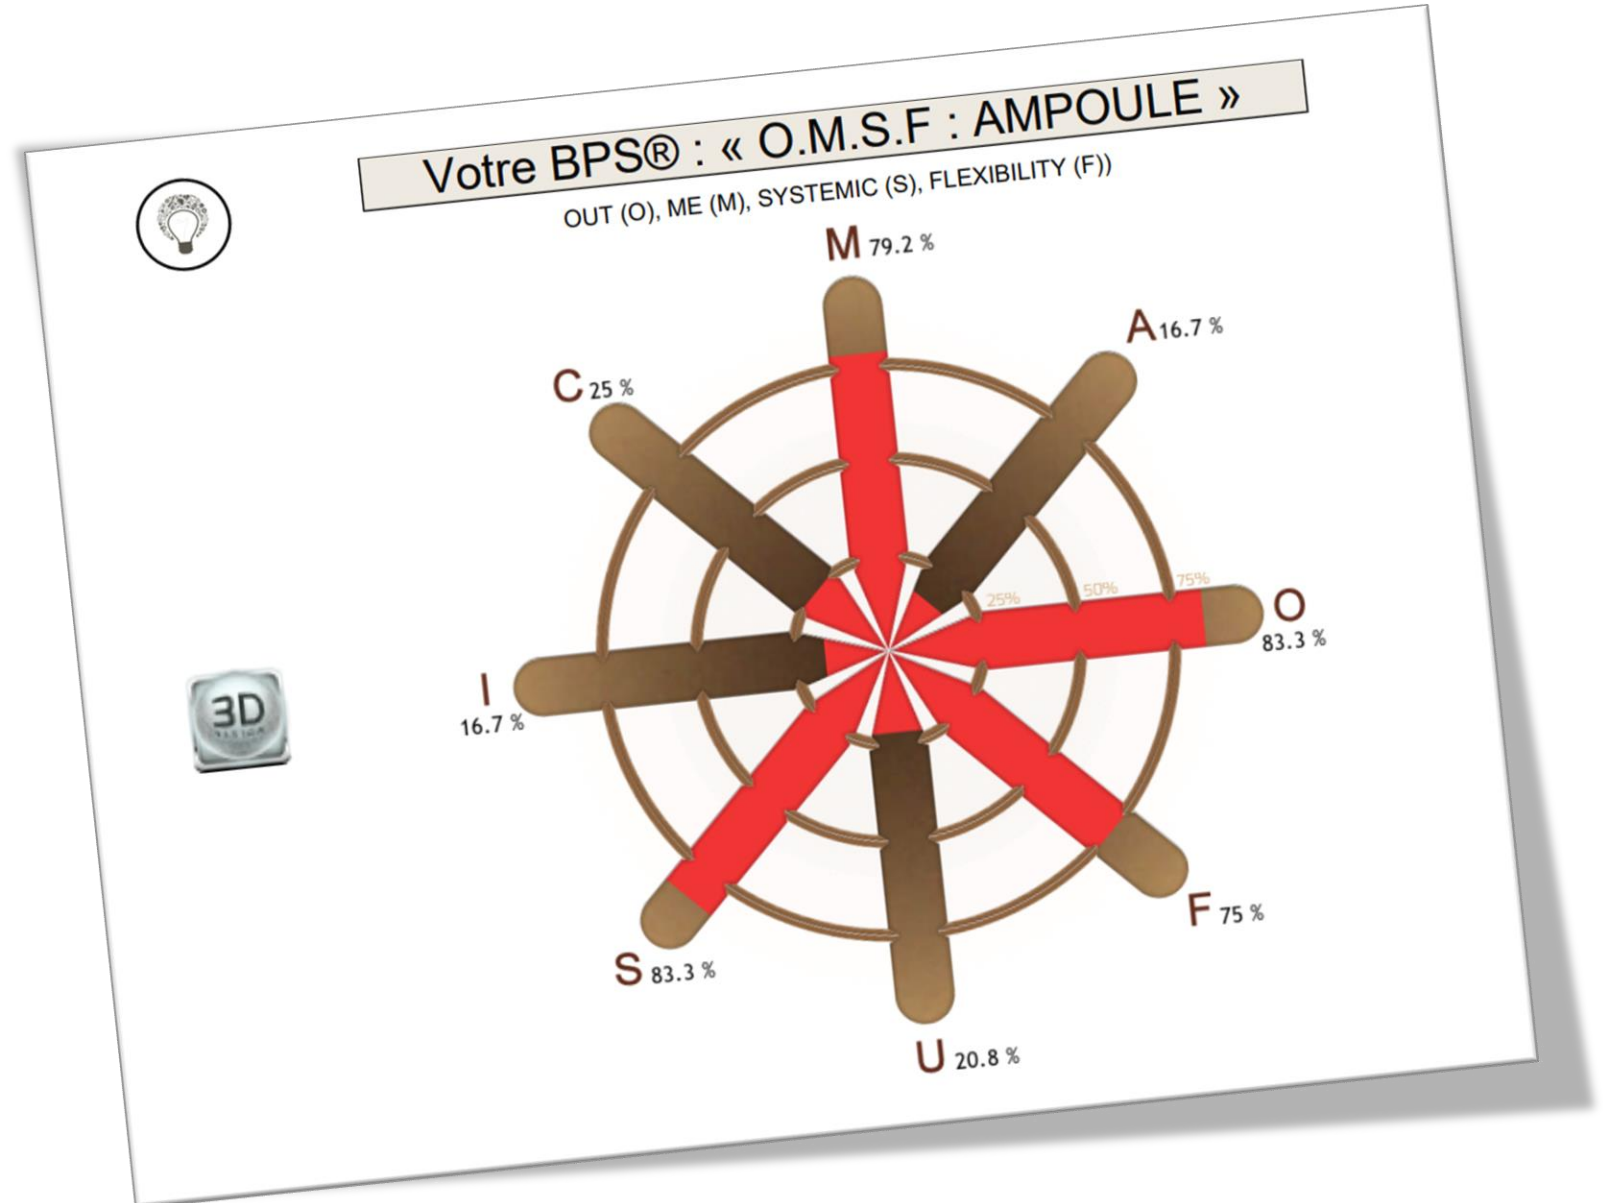 Votre BPS® : « O.M.S.F : AMPOULE »
OUT (O), ME (M), SYSTEMIC (S), FLEXIBILITY (F))
M 79.2 %
A 16.7 %
C 25 %
25%
50%
75%
O
83.3 %
I
16.7 %
3D
F 75 %
S 83.3 %
U 20.8 %